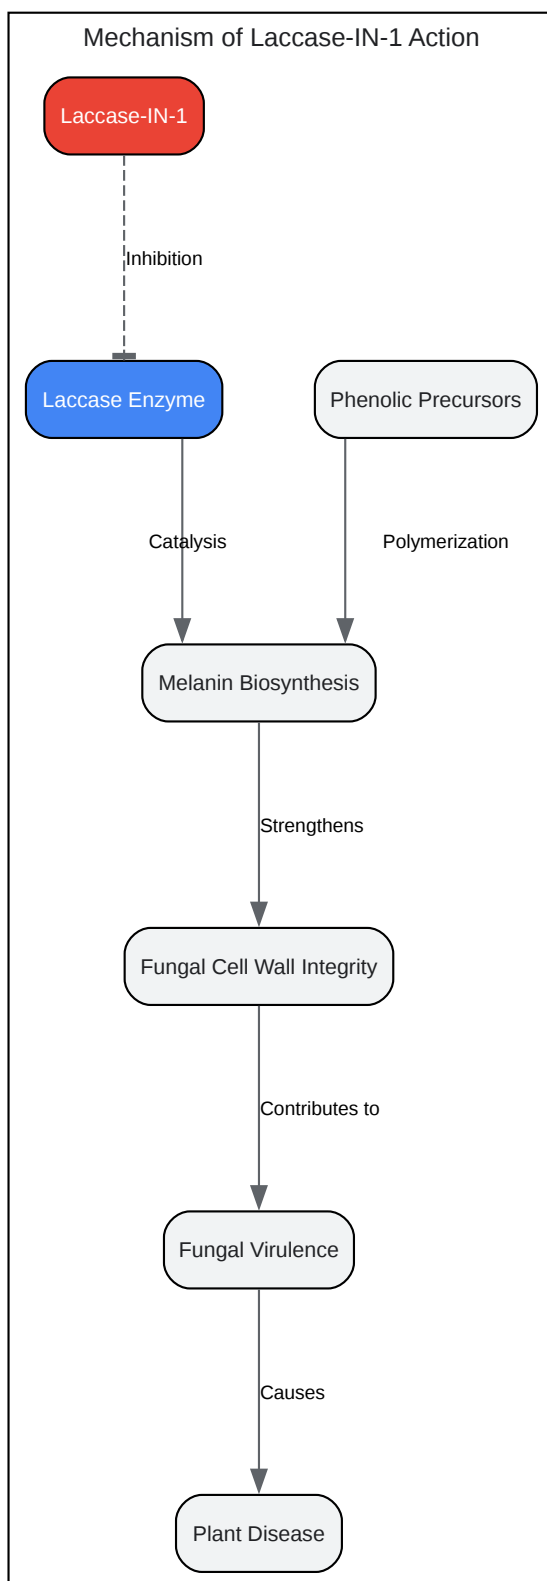 Mechanism of Laccase-IN-1 Action
Laccase-IN-1
Inhibition
Laccase Enzyme
Phenolic Precursors
Catalysis
Polymerization
Melanin Biosynthesis
Strengthens
Fungal Cell Wall Integrity
Contributes to
Fungal Virulence
Causes
Plant Disease